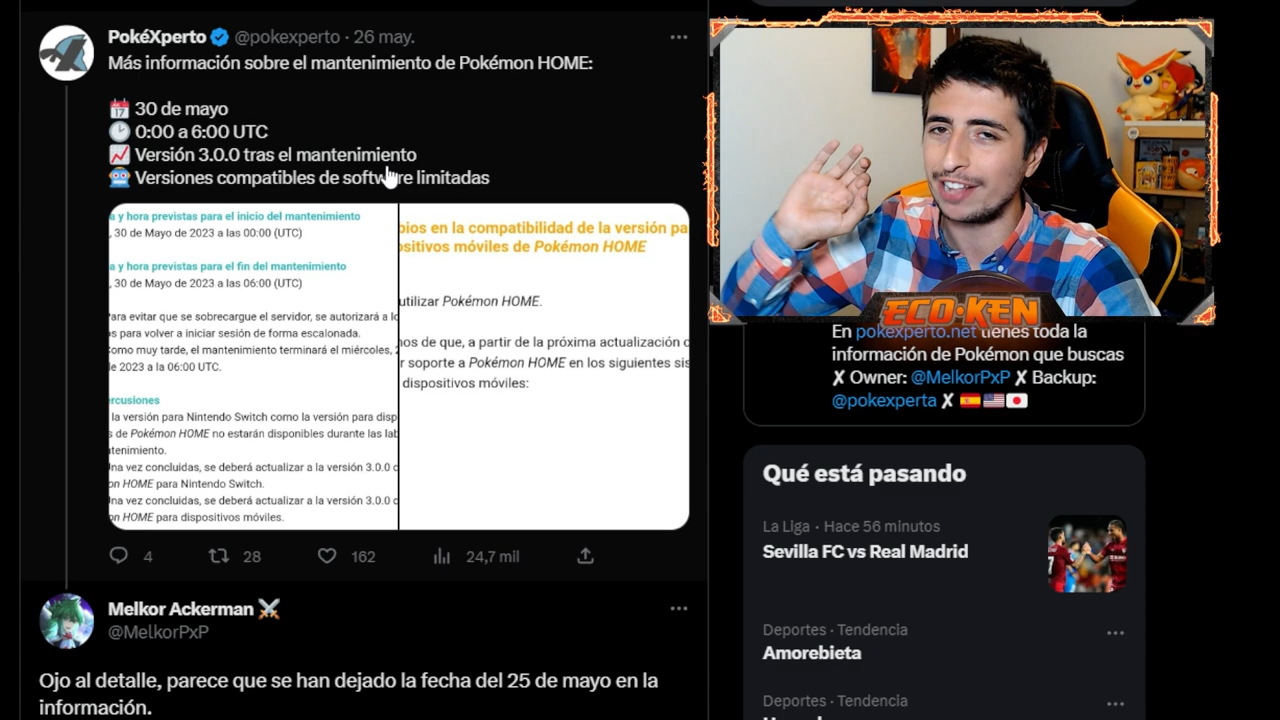 PokéXperto @pokexperto · 26 may.
Más información sobre el mantenimiento de Pokémon HOME:
30 de mayo
0:00 a 6:00 UTC
Versión 3.0.0 tras el mantenimiento
Versiones compatibles de software limitadas
a y hora previstas para el inicio del mantenimiento
, 30 de Mayo de 2023 a las 00:00 (UTC)
a y hora previstas para el fin del mantenimiento
, 30 de Mayo de 2023 a las 06:00 (UTC)
Para evitar que se sobrecargue el servidor, se autorizará a lo
os para volver a iniciar sesión de forma escalonada.
Como muy tarde, el mantenimiento terminará el miércoles,
de 2023 a las 06:00 UTC.
ercusiones
la versión para Nintendo Switch como la versión para disp
s de Pokémon HOME no estarán disponibles durante las lab
ntenimiento.
Una vez concluidas, se deberá actualizar a la versión 3.0.0 d
on HOME para Nintendo Switch.
Una vez concluidas, se deberá actualizar a la versión 3.0.0 d
on HOME para dispositivos móviles.
bios en la compatibilidad de la versión pa
ositivos móviles de Pokémon HOME
utilizar Pokémon HOME.
nos de que, a partir de la próxima actualización
r soporte a Pokémon HOME en los siguientes sis
dispositivos móviles:
4 28 162 24,7 mil
Melkor Ackerman
@MelkorPxP
Ojo al detalle, parece que se han dejado la fecha del 25 de mayo en la
información.
ECO·KEN
En pokexperto.net tienes toda la
información de Pokémon que buscas
✗ Owner: @MelkorPxP ✗ Backup:
@pokexperta ✗
Qué está pasando
La Liga · Hace 56 minutos
Sevilla FC vs Real Madrid
Deportes · Tendencia
Amorebieta
Deportes · Tendencia